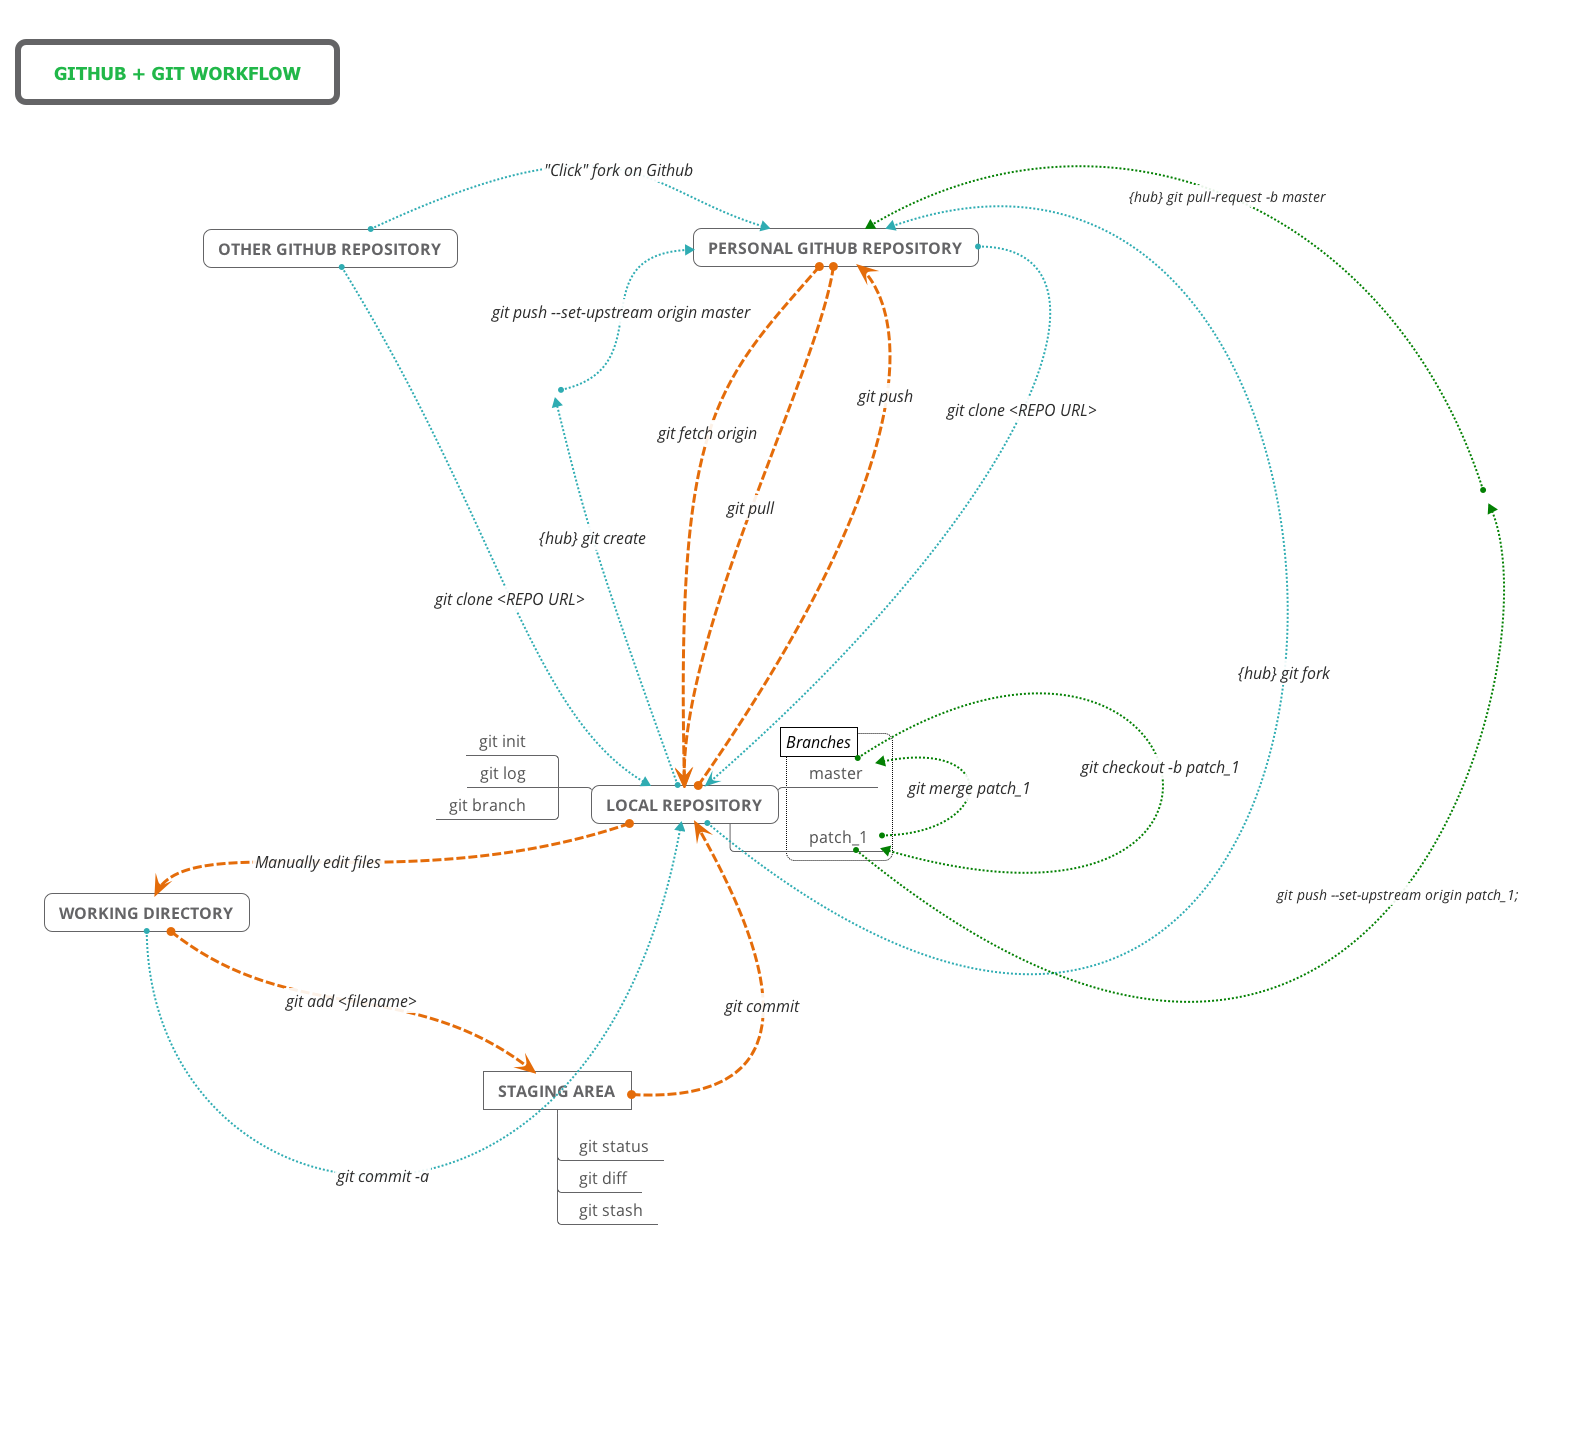 GITHUB + GIT WORKFLOW
"Click" fork on Github
{hub} git pull-request -b master
OTHER GITHUB REPOSITORY
PERSONAL GITHUB REPOSITORY
git push --set-upstream origin master
git push
git clone <REPO URL>
git fetch origin
git pull
{hub} git create
git clone <REPO URL>
{hub} git fork
git init
Branches
git log
master
git checkout -b patch_1
git merge patch_1
git branch
LOCAL REPOSITORY
patch_1
Manually edit files
git push --set-upstream origin patch_1;
WORKING DIRECTORY
git add <filename>
git commit
STAGING AREA
git status
git commit -a
git diff
git stash